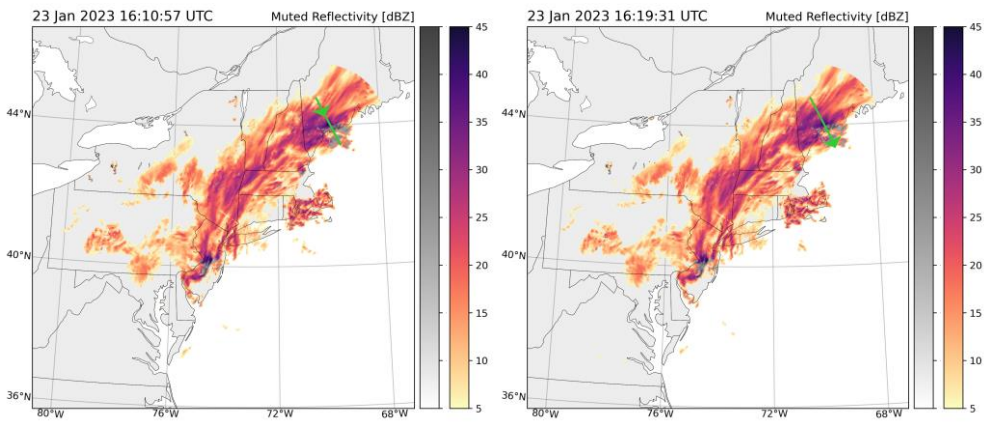 23 Jan 2023 16:10:57 UTC Muted Reflectivity [dBZ]
45
40
35
30
25
20
15
10
5
44°N
40°N
36°N
80°W 76°W 72°W 68°W
23 Jan 2023 16:19:31 UTC Muted Reflectivity [dBZ]
45
40
35
30
25
20
15
10
5
44°N
40°N
36°N
80°W 76°W 72°W 68°W